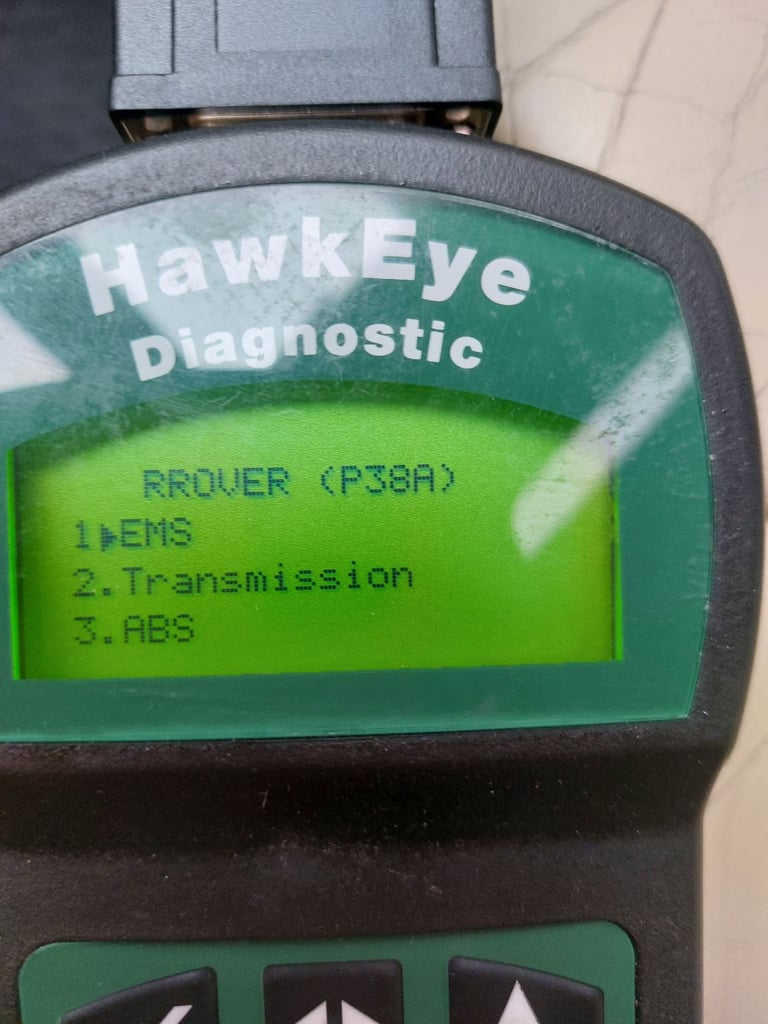 HawkEye
Diagnostic
RROVER (P38A)
1▶EMS
2.Transmission
3.ABS